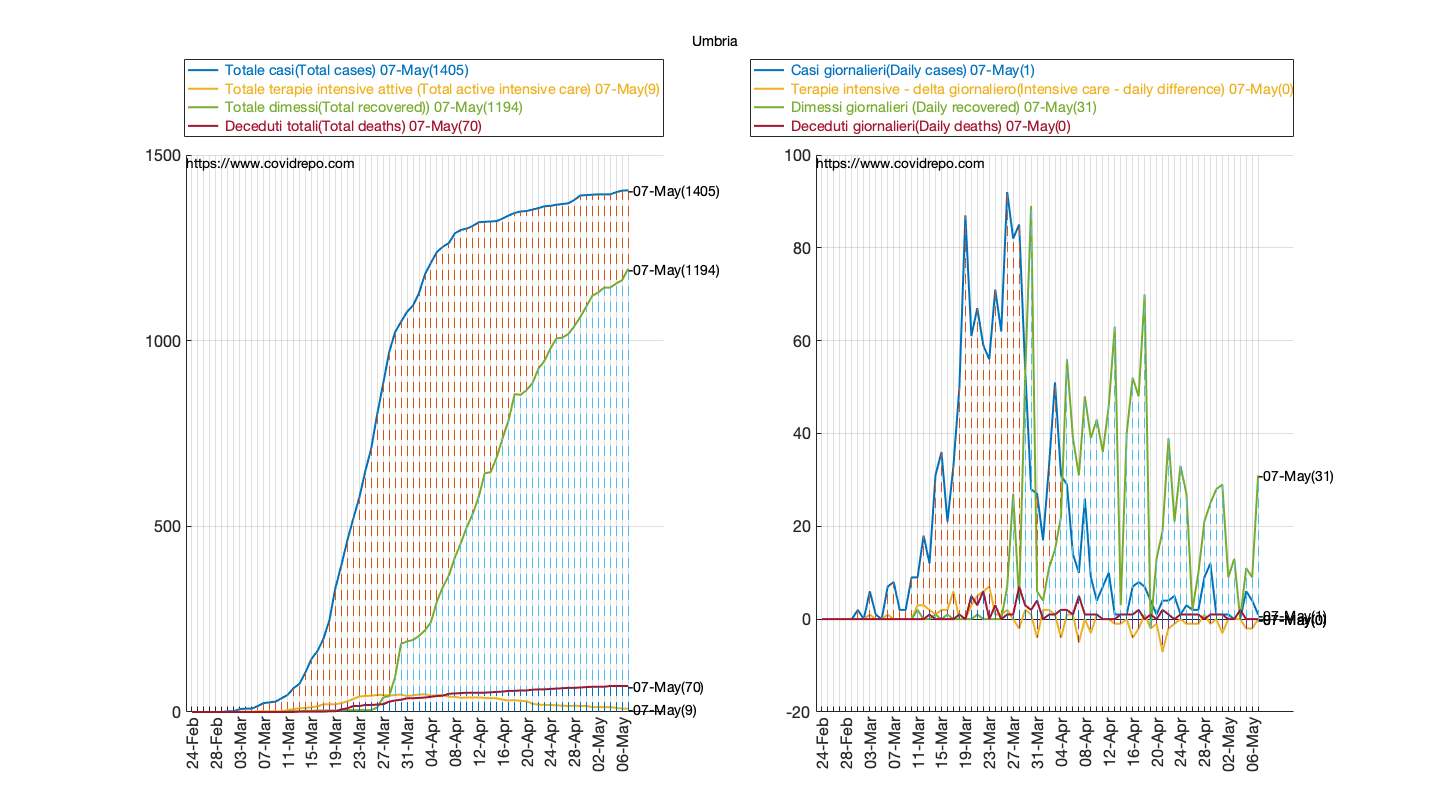 Umbria
Totale casi(Total cases) 07-May(1405)
Totale terapie intensive attive (Total active intensive care) 07-May(9)
Totale dimessi(Total recovered)) 07-May(1194)
Deceduti totali(Total deaths) 07-May(70)
1500
https://www.covidrepo.com
07-May(1405)
07-May(1194)
1000
500
07-May(70)
07-May(9)
0
24-Feb
28-Feb
03-Mar
07-Mar
11-Mar
15-Mar
19-Mar
23-Mar
27-Mar
31-Mar
04-Apr
08-Apr
12-Apr
16-Apr
20-Apr
24-Apr
28-Apr
02-May
06-May
Casi giornalieri(Daily cases) 07-May(1)
Terapie intensive - delta giornaliero(Intensive care - daily difference) 07-May(0)
Dimessi giornalieri (Daily recovered) 07-May(31)
Deceduti giornalieri(Daily deaths) 07-May(0)
100
https://www.covidrepo.com
80
60
40
07-May(31)
20
07-May(1)
07-May(0)
0
-20
24-Feb
28-Feb
03-Mar
07-Mar
11-Mar
15-Mar
19-Mar
23-Mar
27-Mar
31-Mar
04-Apr
08-Apr
12-Apr
16-Apr
20-Apr
24-Apr
28-Apr
02-May
06-May